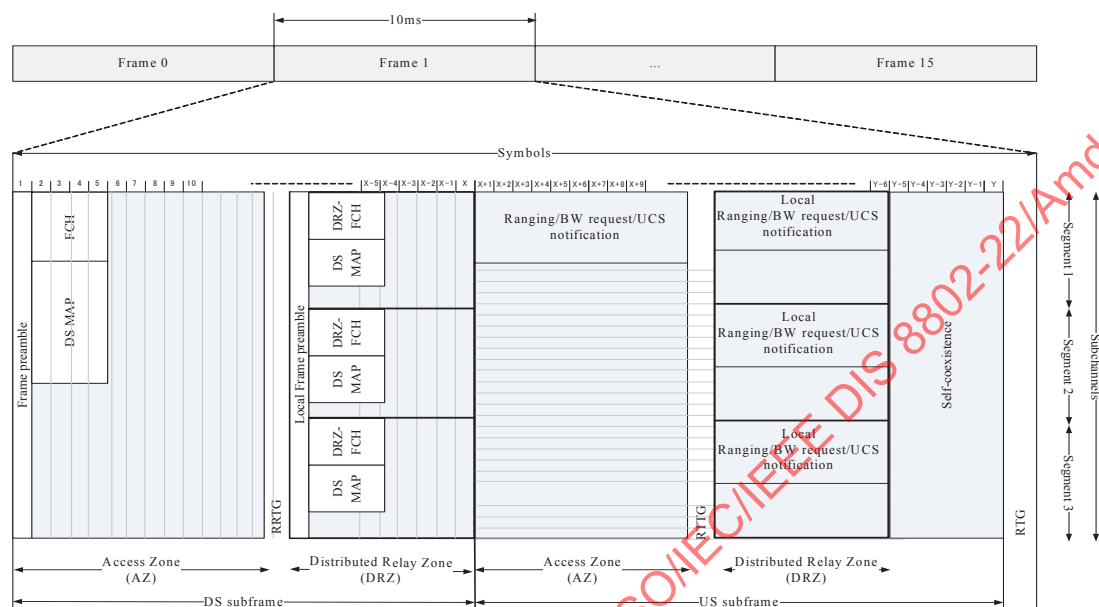 10ms
Frame 0
Frame 1
...
Frame 15
Symbols
1 2 3 4 5 6 7 8 9 10
X-5 X-4 X-3 X-2 X-1 X
X+1 X+2 X+3 X+4 X+5 X+6 X+7 X+8 X+9
Y-6 Y-5 Y-4 Y-3 Y-2 Y-1 Y
Frame preamble
FCH
DS-MAP
RRTG
Local Frame preamble
DRZ-
FCH
DS
MAP
DRZ-
FCH
DS
MAP
DRZ-
FCH
DS
MAP
Ranging/BW request/UCS
notification
RTTG
Local
Ranging/BW request/UCS
notification
Local
Ranging/BW request/UCS
notification
Local
Ranging/BW request/UCS
notification
Self-coexistence
RTG
Segment 1
Segment 2
Segment 3
Subchannels
Access Zone
(AZ)
Distributed Relay Zone
(DRZ)
Access Zone
(AZ)
Distributed Relay Zone
(DRZ)
DS subframe
US subframe
SO/IEC/IEEE DIS 8802-22/Amd